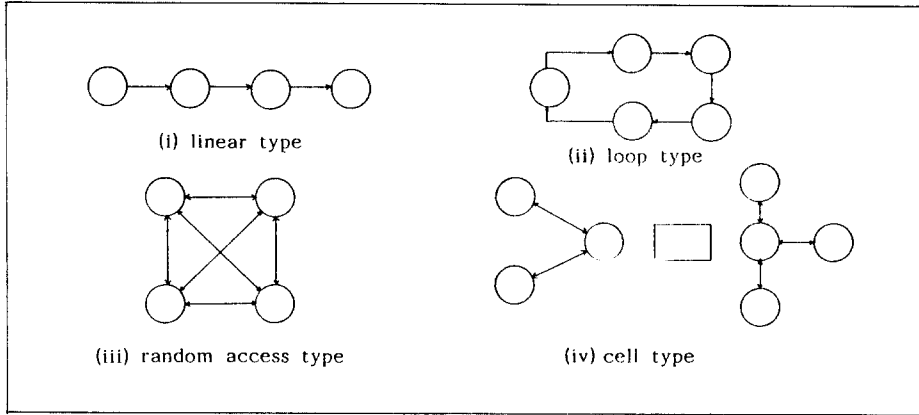 (i) linear type
(ii) loop type
(iii) random access type
(iv) cell type